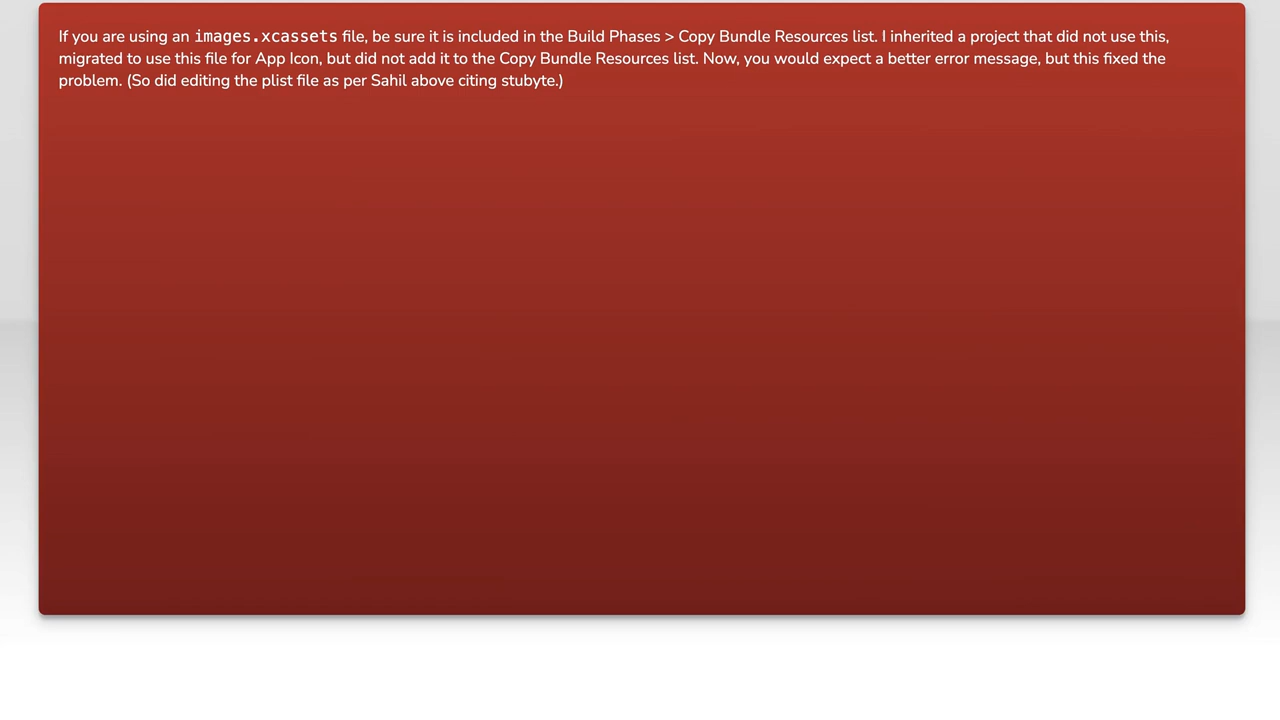 If you are using an images.xcassets file, be sure it is included in the Build Phases > Copy Bundle Resources list. I inherited a project that did not use this,
migrated to use this file for App Icon, but did not add it to the Copy Bundle Resources list. Now, you would expect a better error message, but this fixed the
problem. (So did editing the plist file as per Sahil above citing stubyte.)